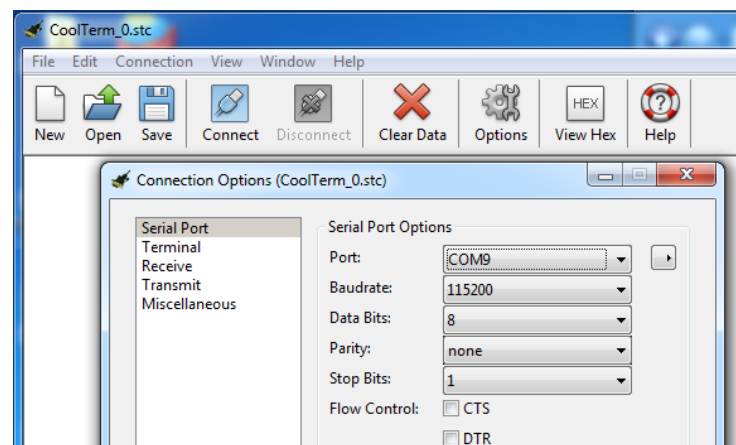 CoolTerm_0.stc
File Edit Connection View Window Help
HEX
New Open Save Connect Disconnect Clear Data Options View Hex Help
Connection Options (CoolTerm_0.stc)
Serial Port
Terminal
Receive
Transmit
Miscellaneous
Serial Port Options
Port: COM9
Baudrate: 115200
Data Bits: 8
Parity: none
Stop Bits: 1
Flow Control: CTS
DTR